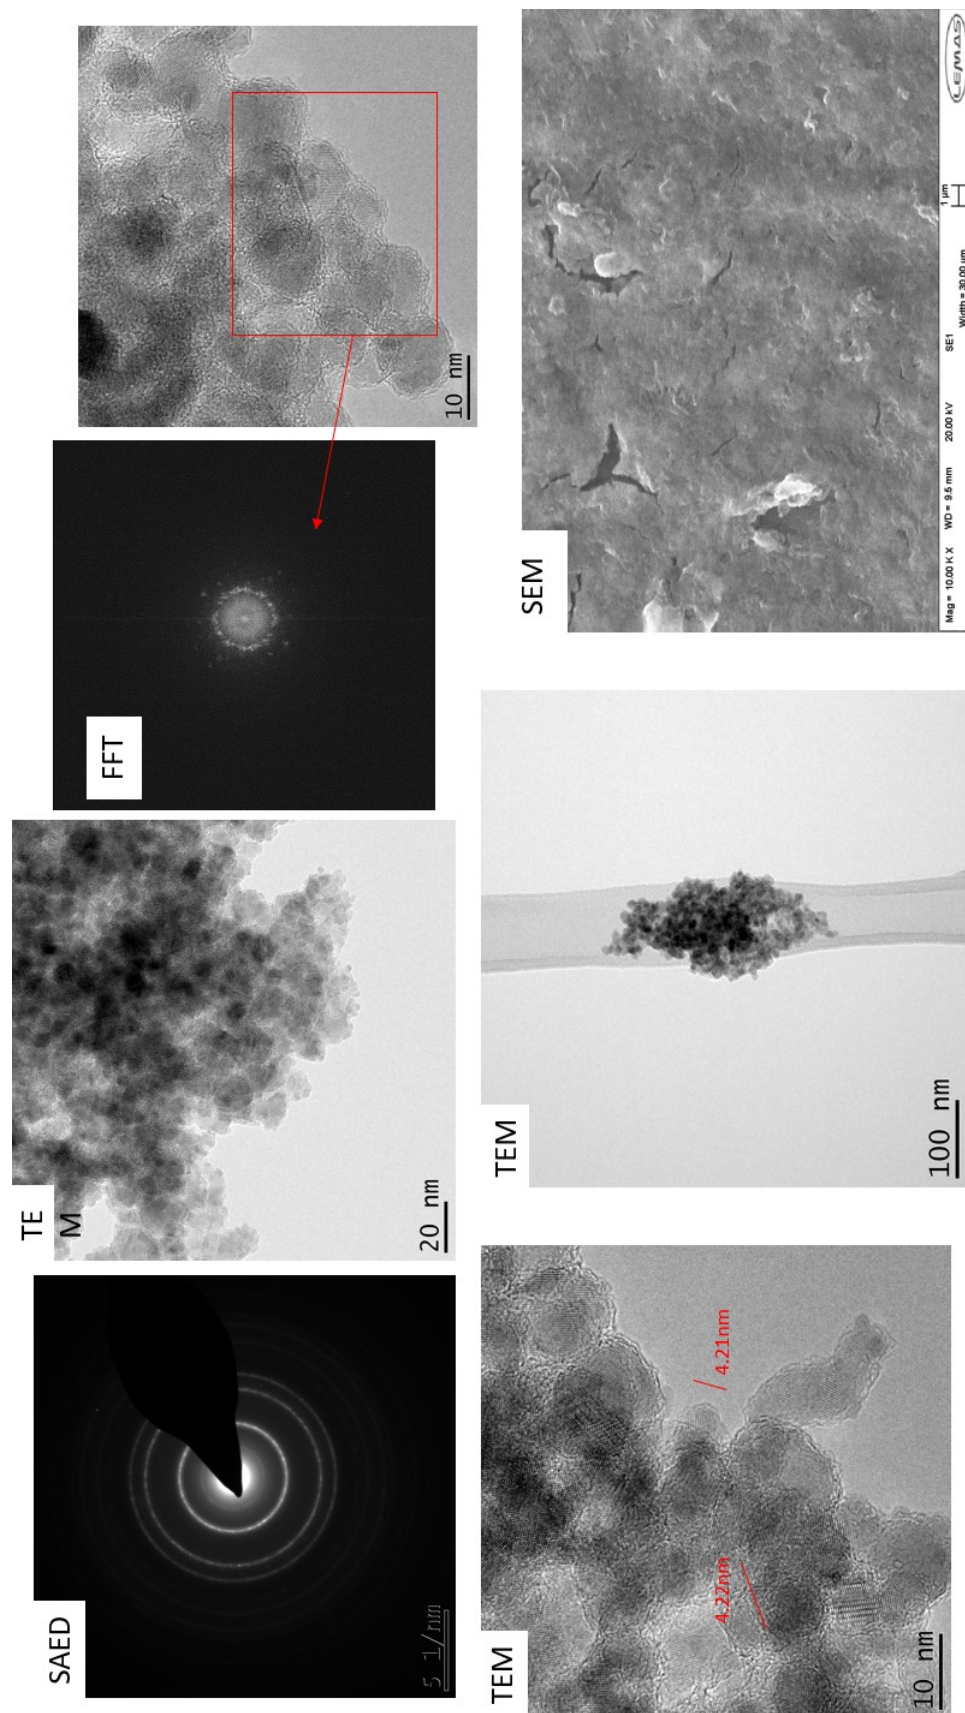 SAED
5 1/nm
TE
M
20 nm
FFT
10 nm
TEM
4.22nm
4.21nm
10 nm
TEM
100 nm
SEM
Mag = 10.00 K X
WD = 9.5 mm
20.00 kV
SE1
Width = 30.00 µm
1 µm
LEMAS